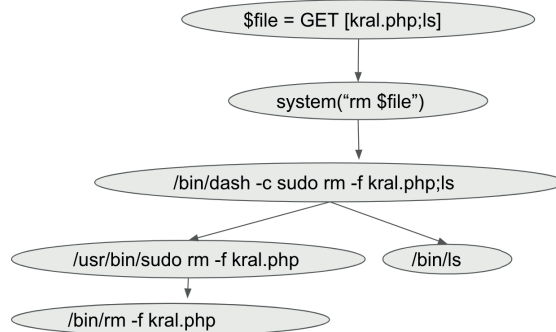 $file = GET [kral.php;ls]
system(“rm $file”)
/bin/dash -c sudo rm -f kral.php;ls
/usr/bin/sudo rm -f kral.php
/bin/ls
/bin/rm -f kral.php